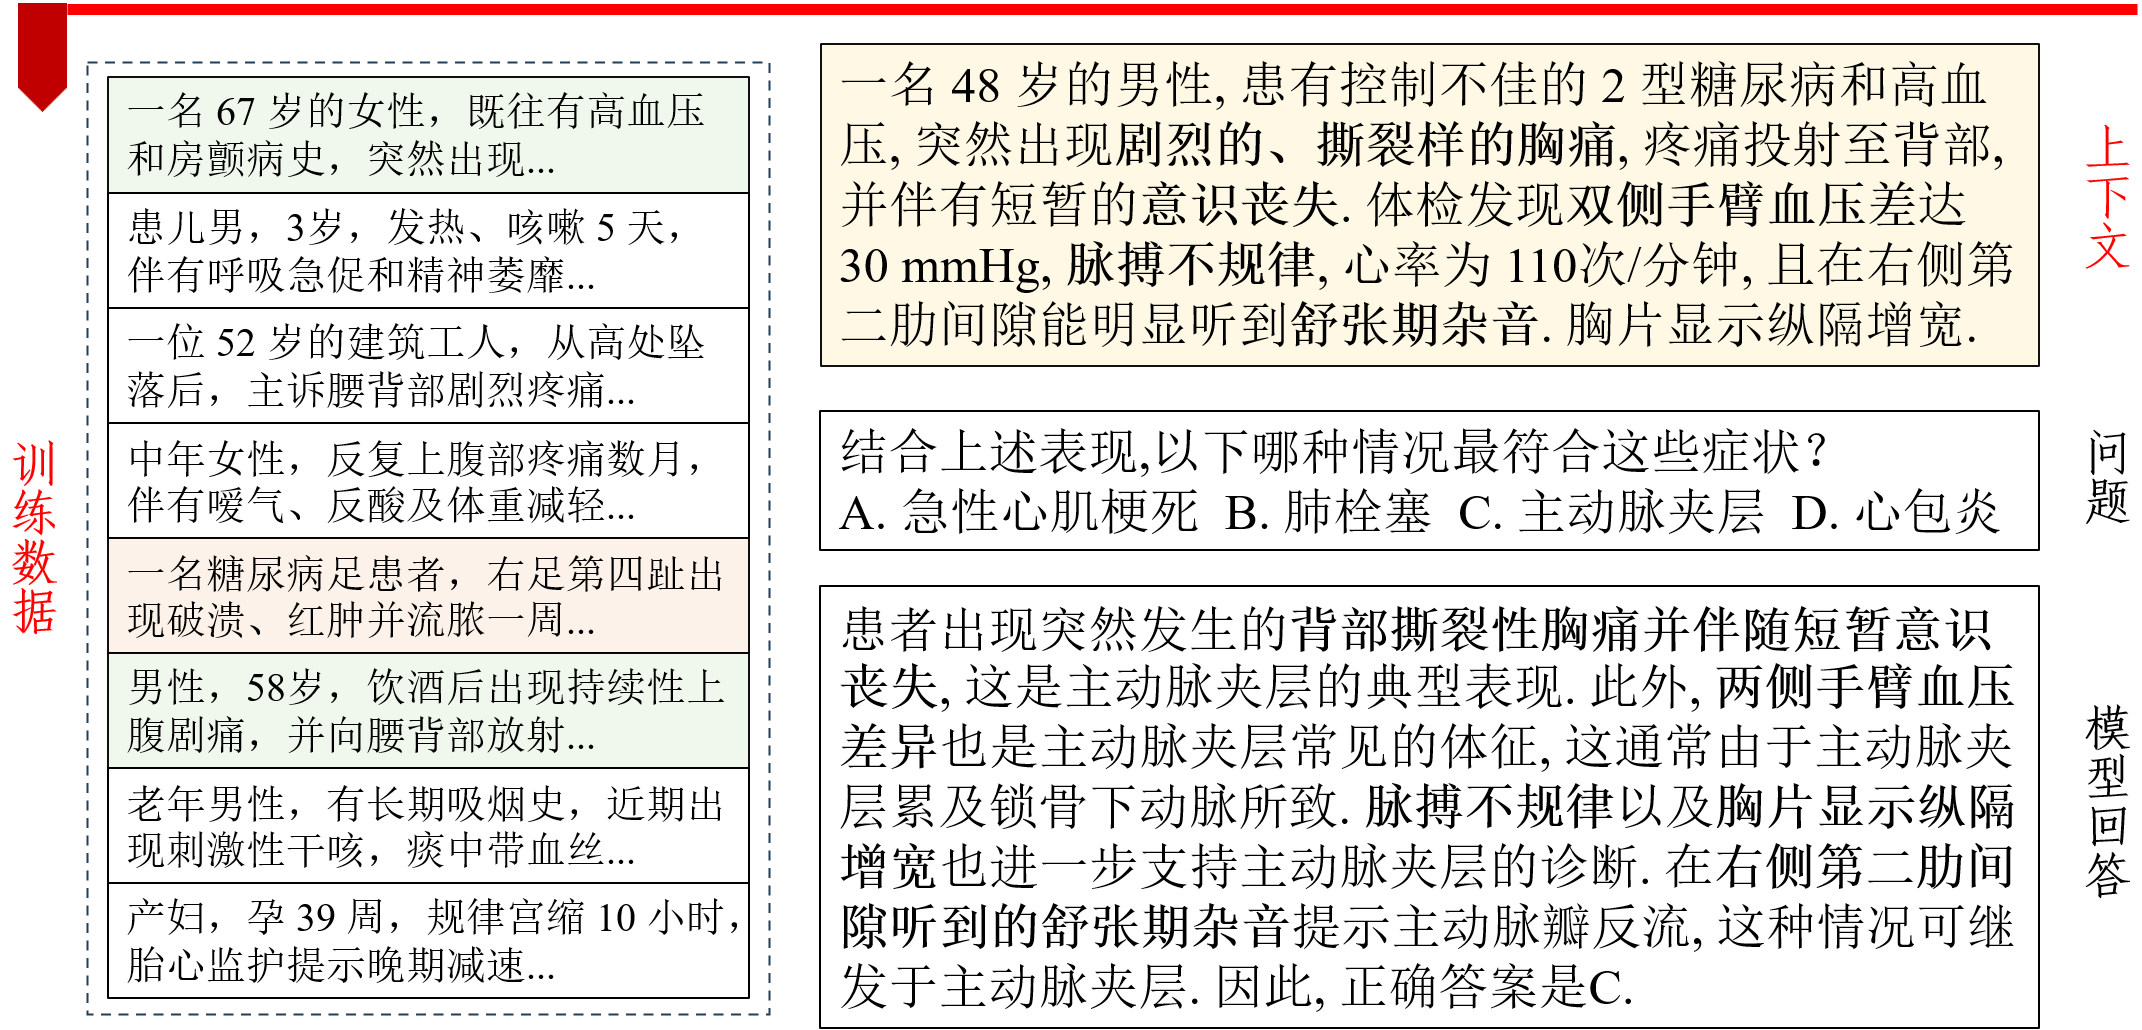 训练数据
一名 67 岁的女性，既往有高血压
和房颤病史，突然出现...
患儿男，3岁，发热、咳嗽 5 天，
伴有呼吸急促和精神萎靡...
一位 52 岁的建筑工人，从高处坠
落后，主诉腰背部剧烈疼痛...
中年女性，反复上腹部疼痛数月，
伴有嗳气、反酸及体重减轻...
一名糖尿病足患者，右足第四趾出
现破溃、红肿并流脓一周...
男性，58岁，饮酒后出现持续性上
腹剧痛，并向腰背部放射...
老年男性，有长期吸烟史，近期出
现刺激性干咳，痰中带血丝...
产妇，孕 39 周，规律宫缩 10 小时，
胎心监护提示晚期减速...
一名 48 岁的男性, 患有控制不佳的 2 型糖尿病和高血
压, 突然出现剧烈的、撕裂样的胸痛, 疼痛投射至背部,
并伴有短暂的意识丧失. 体检发现双侧手臂血压差达
30 mmHg, 脉搏不规律, 心率为 110次/分钟, 且在右侧第
二肋间隙能明显听到舒张期杂音. 胸片显示纵隔增宽.
上下文
结合上述表现,以下哪种情况最符合这些症状？
A. 急性心肌梗死 B. 肺栓塞 C. 主动脉夹层 D. 心包炎
问题
患者出现突然发生的背部撕裂性胸痛并伴随短暂意识
丧失, 这是主动脉夹层的典型表现. 此外, 两侧手臂血压
差异也是主动脉夹层常见的体征, 这通常由于主动脉夹
层累及锁骨下动脉所致. 脉搏不规律以及胸片显示纵隔
增宽也进一步支持主动脉夹层的诊断. 在右侧第二肋间
隙听到的舒张期杂音提示主动脉瓣反流, 这种情况可继
发于主动脉夹层. 因此, 正确答案是C.
模型回答